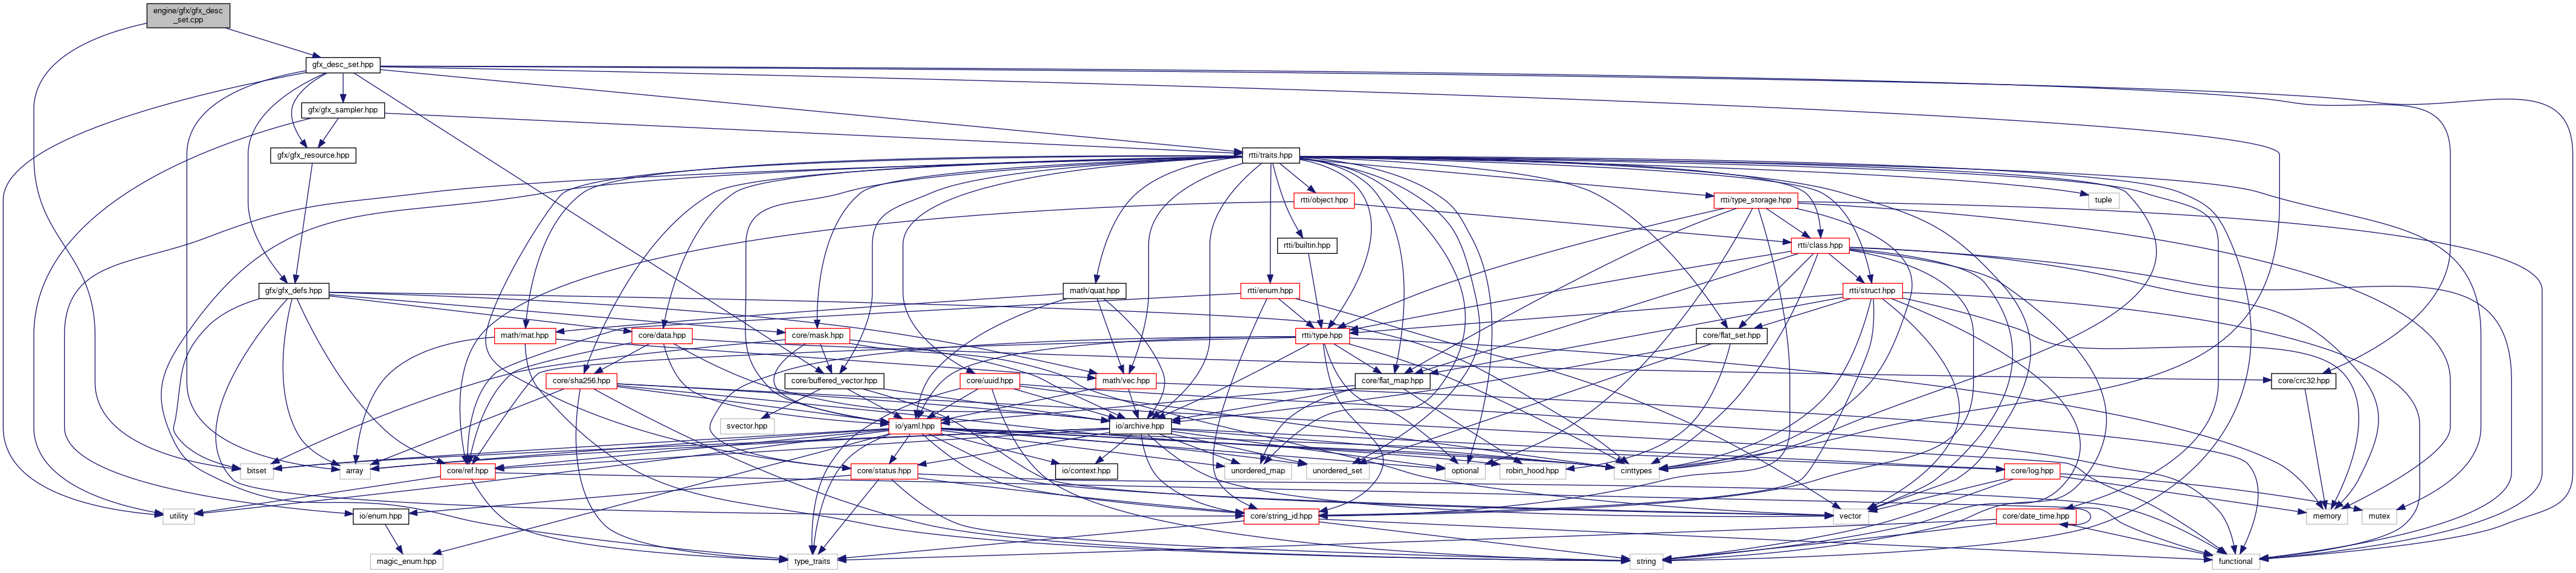 engine/gfx/gfx_desc
_set.cpp
gfx_desc_set.hpp
gfx/gfx_sampler.hpp
gfx/gfx_resource.hpp
rtti/traits.hpp
rtti/object.hpp
rtti/type_storage.hpp
tuple
rtti/builtin.hpp
rtti/class.hpp
gfx/gfx_defs.hpp
math/quat.hpp
rtti/enum.hpp
rtti/struct.hpp
math/mat.hpp
core/data.hpp
core/mask.hpp
rtti/type.hpp
core/flat_set.hpp
core/sha256.hpp
core/buffered_vector.hpp
core/uuid.hpp
math/vec.hpp
core/flat_map.hpp
core/crc32.hpp
svector.hpp
io/yaml.hpp
io/archive.hpp
bitset
array
core/ref.hpp
core/status.hpp
io/context.hpp
unordered_map
unordered_set
optional
robin_hood.hpp
cinttypes
core/log.hpp
utility
io/enum.hpp
core/string_id.hpp
vector
core/date_time.hpp
memory
mutex
magic_enum.hpp
type_traits
string
functional